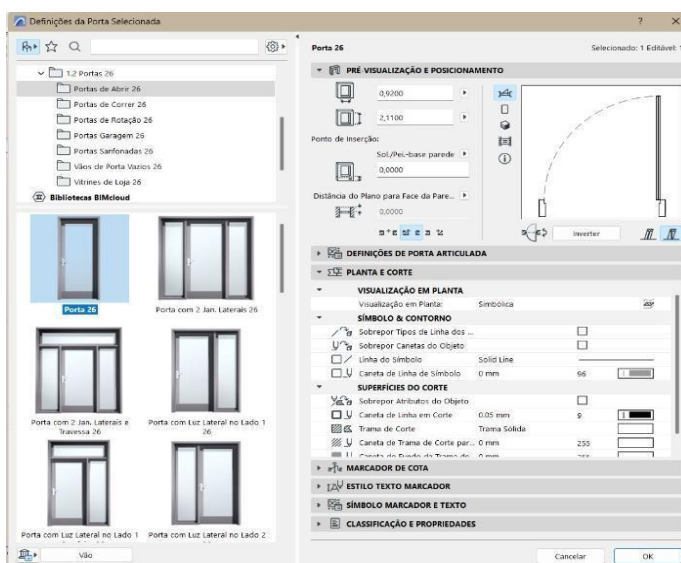 Definições da Porta Selecionada
?
1.2 Portas 26
Portas de Abrir 26
Portas de Correr 26
Portas de Rotação 26
Portas Garagem 26
Portas Sanfonadas 26
Vãos de Porta Vazios 26
Vitrines de Loja 26
Bibliotecas BIMcloud
Porta 26
Porta com 2 Jan. Laterais 26
Porta com 2 Jan. Laterais e
Travessa 26
Porta com Luz Lateral no Lado 1
26
Porta com Luz Lateral no Lado 1
Porta com Luz Lateral no Lado 2
Vão
Porta 26
Selecionado: 1 Editável: 1
PRÉ-VISUALIZAÇÃO E POSICIONAMENTO
0,9200
2,1100
Ponto de Inserção:
Sol./Pei.-base parede
0,0000
Distância do Plano para Face da Pare...
0,0000
Inverter
DEFINIÇÕES DE PORTA ARTICULADA
PLANTA E CORTE
VISUALIZAÇÃO EM PLANTA
Visualização em Planta: Simbólica
SÍMBOLO & CONTORNO
Sobrepor Tipos de Linha dos ...
Sobrepor Canetas do Objeto
Linha do Símbolo Solid Line
Caneta de Linha de Símbolo 0 mm 96
SUPERFÍCIES DO CORTE
Sobrepor Atributos do Objeto
Caneta de Linha em Corte 0.05 mm 9
Trama de Corte Trama Sólida
Caneta de Trama de Corte par... 0 mm 255
Caneta do Fundo da Trama de 0 mm 255
MARCADOR DE COTA
ESTILO TEXTO MARCADOR
SÍMBOLO MARCADOR E TEXTO
CLASSIFICAÇÃO E PROPRIEDADES
Cancelar
OK